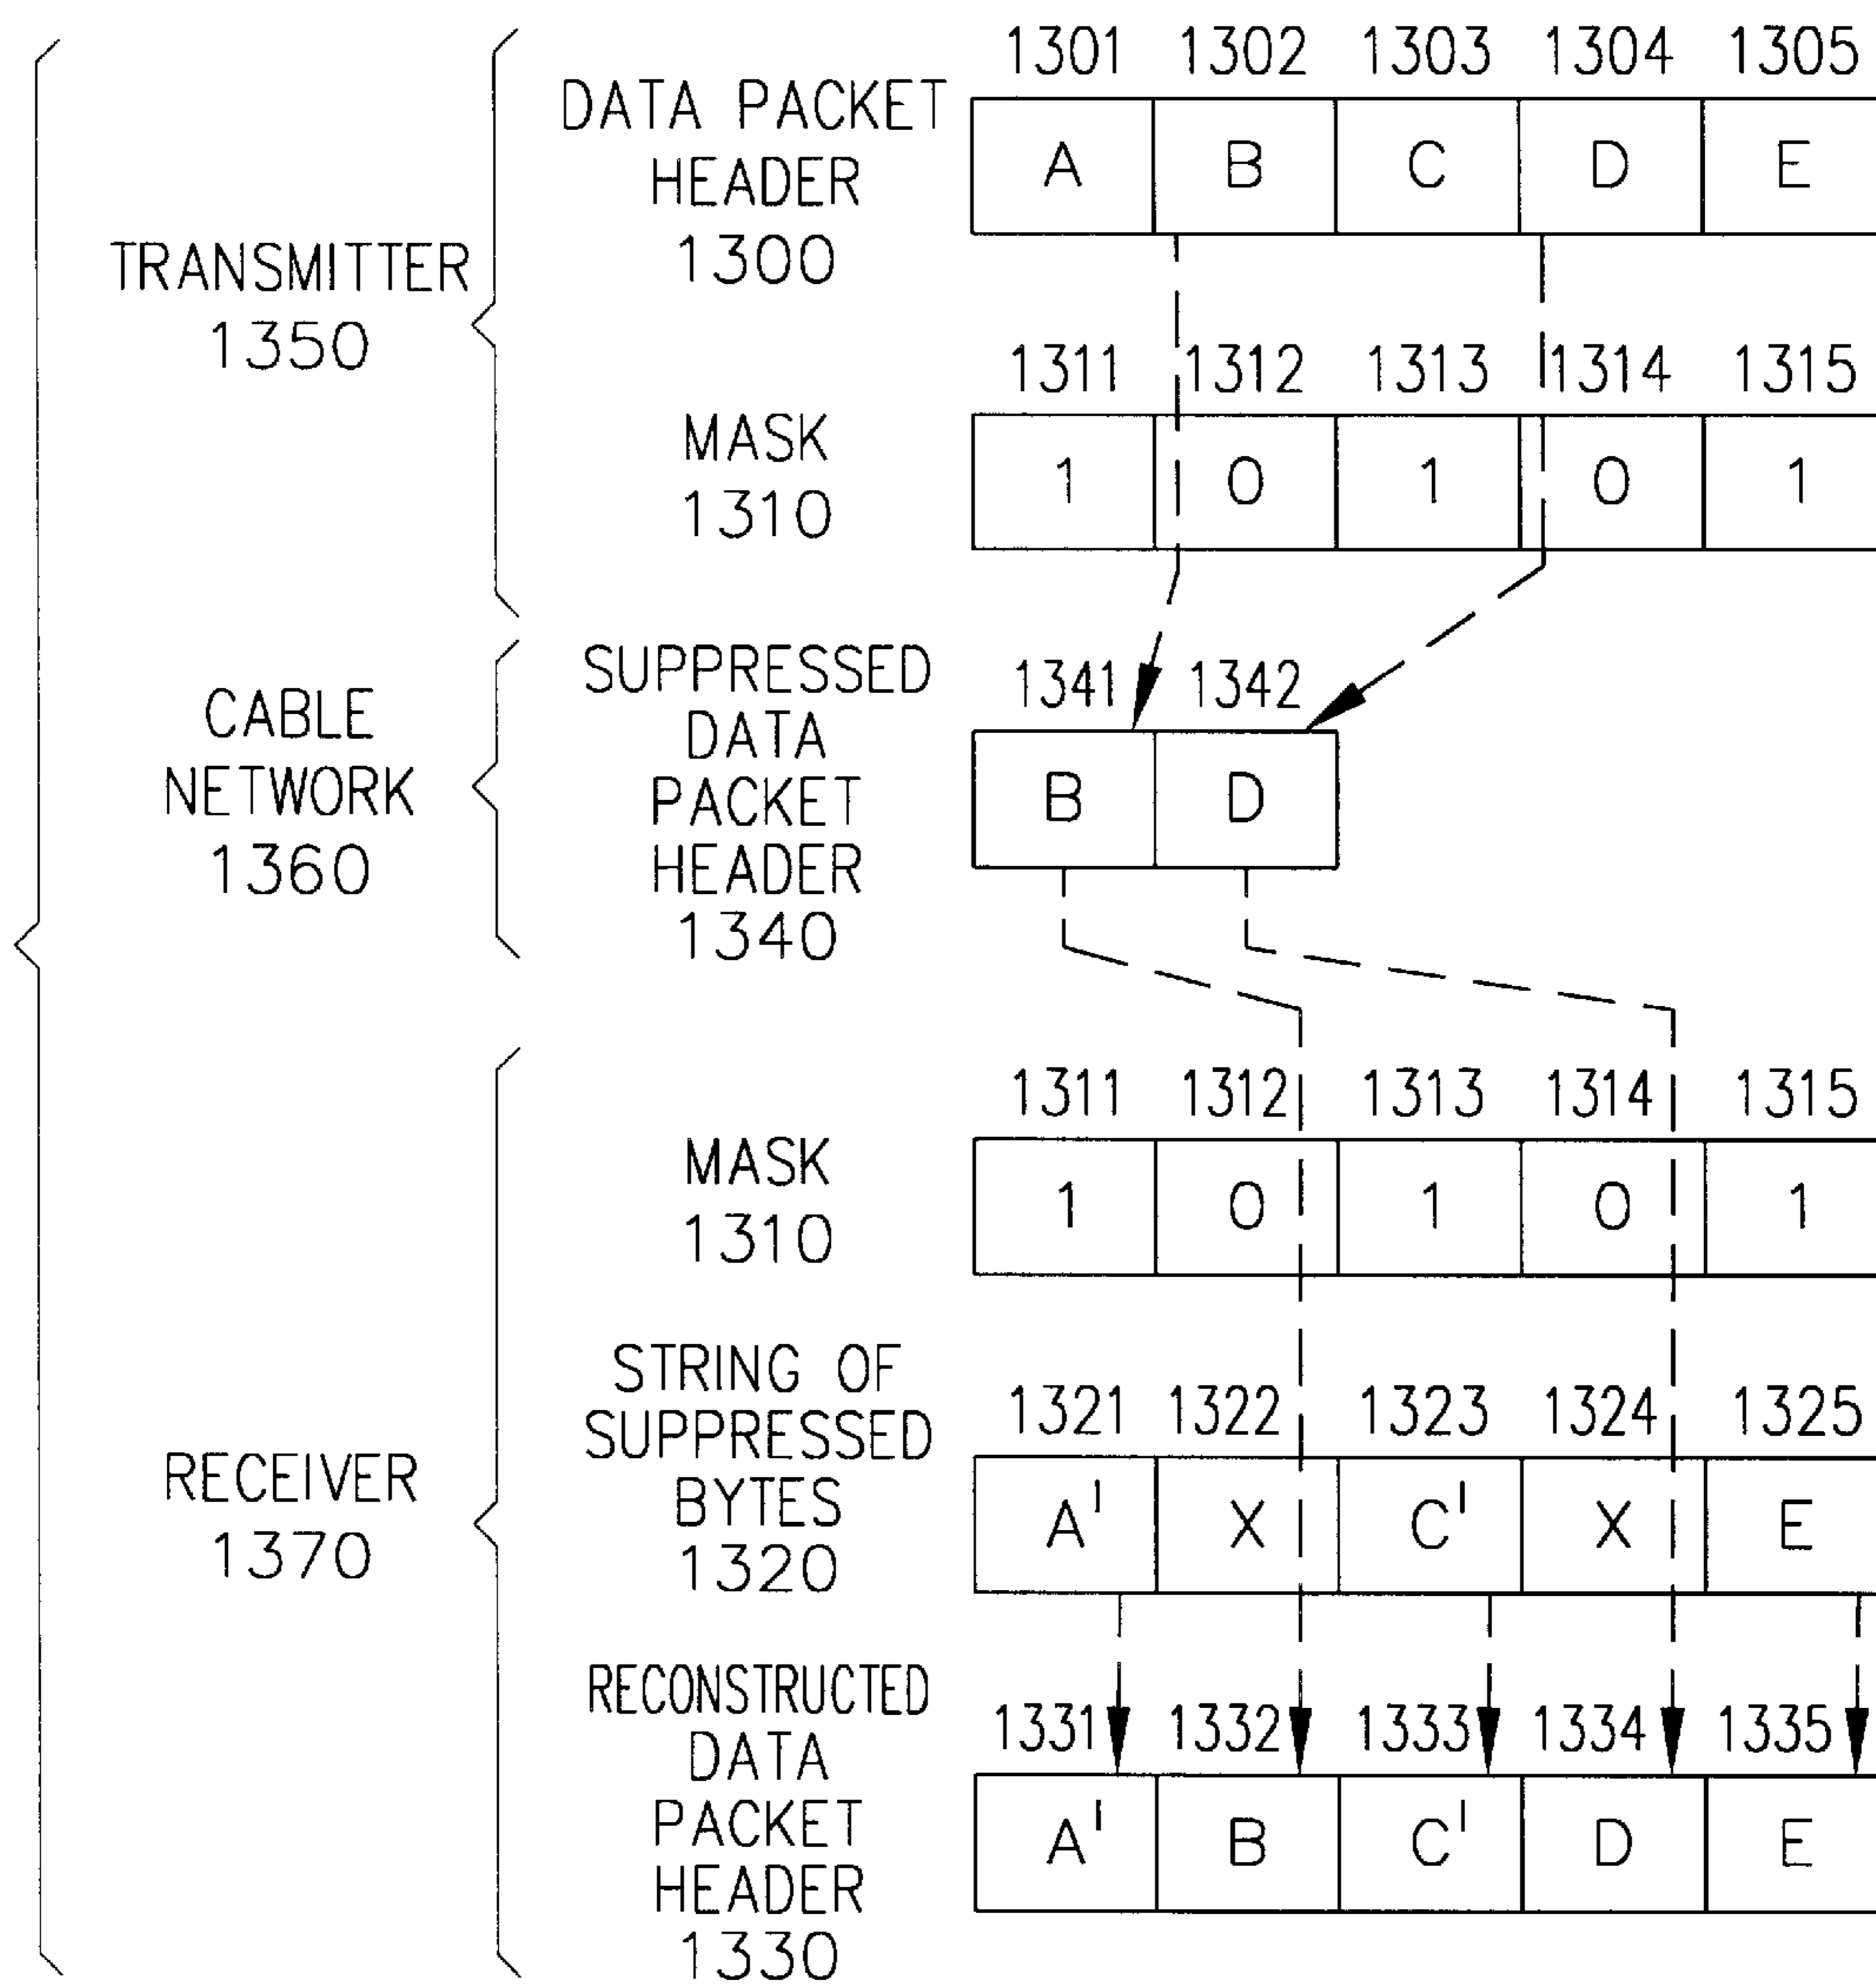 1301 1302 1303 1304 1305
DATA PACKET
HEADER
1300
A B C D E
TRANSMITTER
1350
1311 1312 1313 1314 1315
MASK
1310
1 0 1 0 1
SUPPRESSED
DATA
PACKET
HEADER
1340
1341 1342
CABLE
NETWORK
1360
B D
1311 1312 1313 1314 1315
MASK
1310
1 0 1 0 1
STRING OF
SUPPRESSED
BYTES
1320
1321 1322 1323 1324 1325
RECEIVER
1370
A' X C' X E
RECONSTRUCTED
DATA
PACKET
HEADER
1330
1331 1332 1333 1334 1335
A' B C' D E